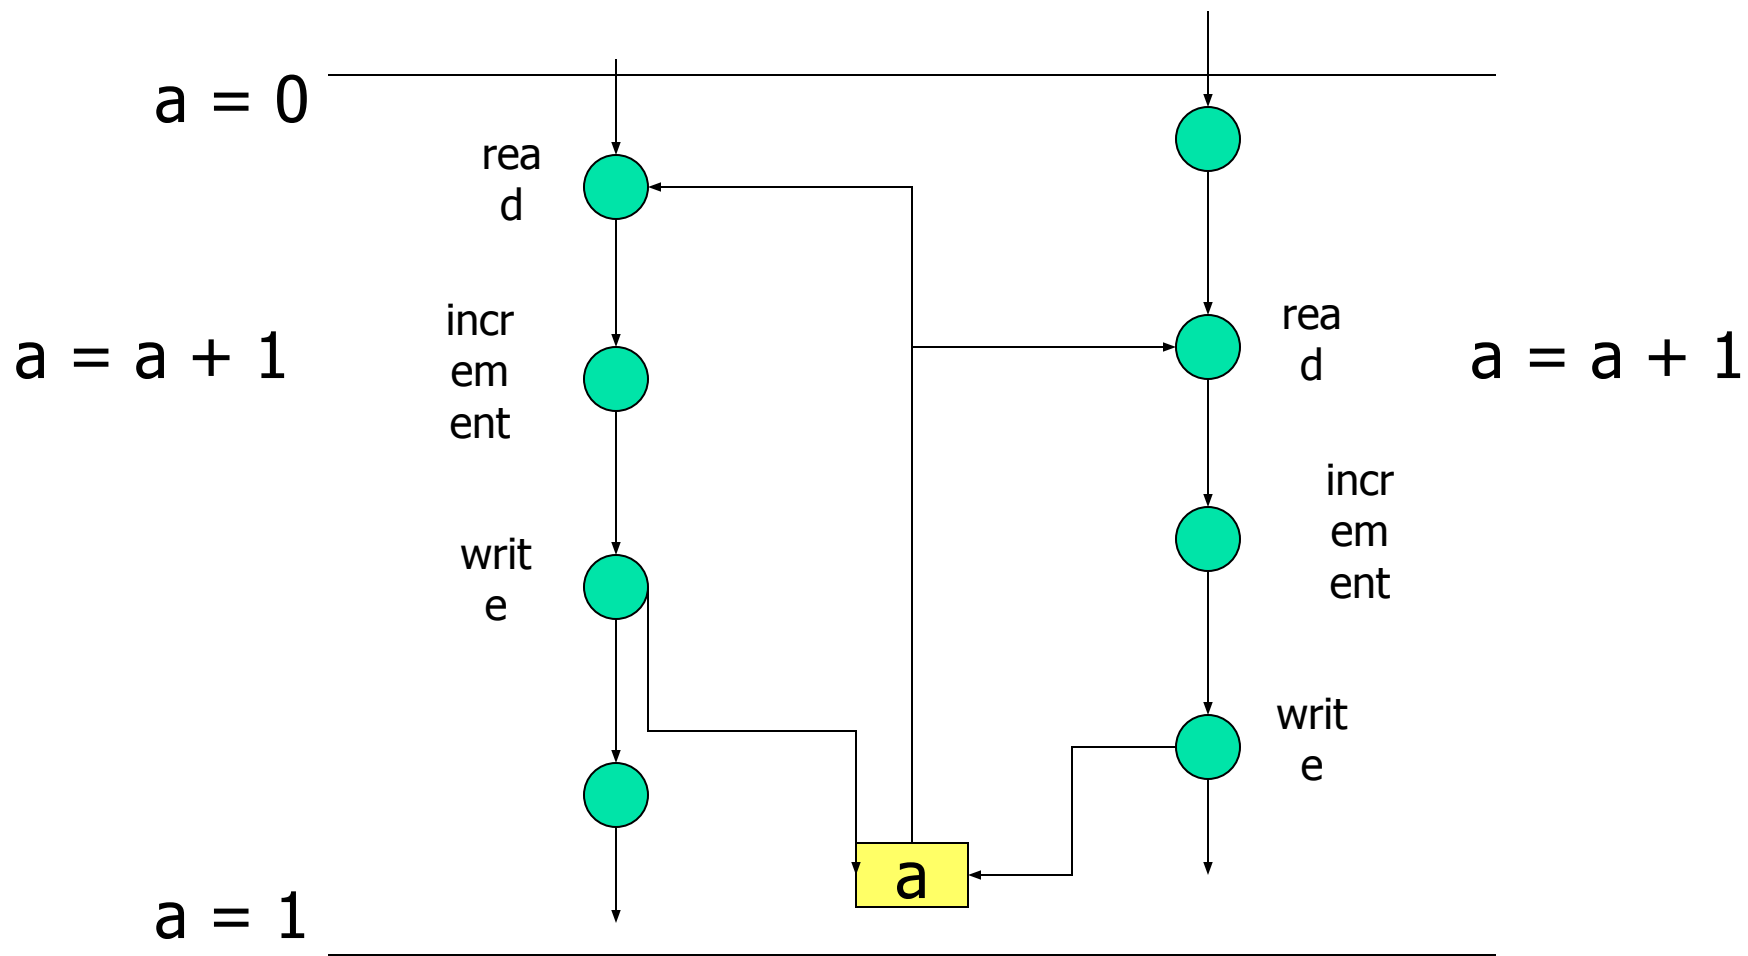 a = 0
rea
d
incr
em
ent
a = a + 1
rea
d
a = a + 1
incr
em
ent
writ
e
writ
e
a
a = 1